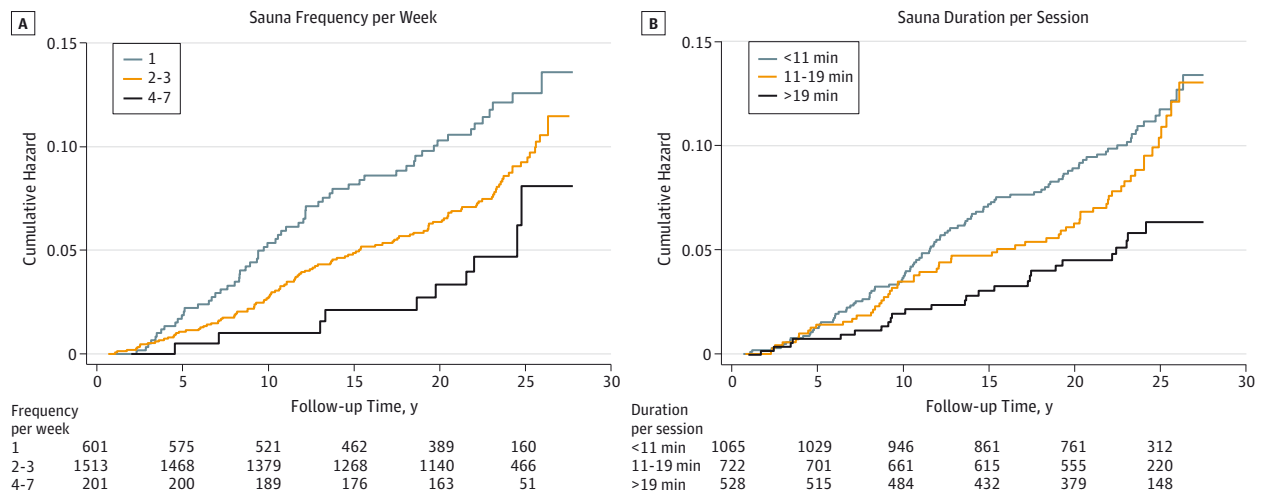 A
Sauna Frequency per Week
0.15
0.10
0.05
0
Cumulative Hazard
1
2-3
4-7
0 5 10 15 20 25 30
Follow-up Time, y
Frequency
per week
1 601 575 521 462 389 160
2-3 1513 1468 1379 1268 1140 466
4-7 201 200 189 176 163 51
B
Sauna Duration per Session
0.15
0.10
0.05
0
Cumulative Hazard
<11 min
11-19 min
>19 min
0 5 10 15 20 25 30
Follow-up Time, y
Duration
per session
<11 min 1065 1029 946 861 761 312
11-19 min 722 701 661 615 555 220
>19 min 528 515 484 432 379 148